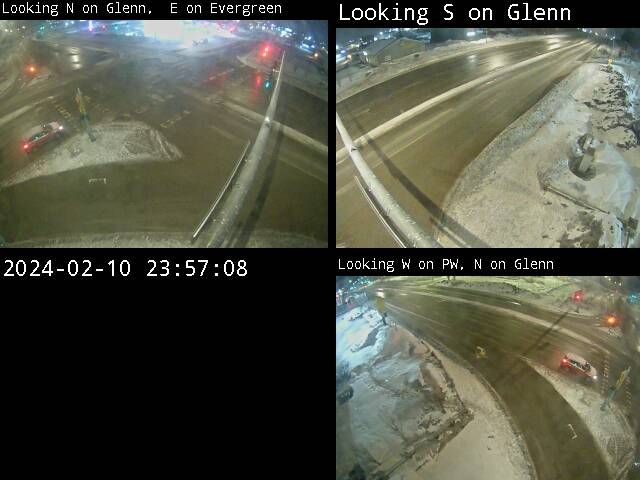 Looking N on Glenn, E on Evergreen
Looking S on Glenn
2024-02-10 23:57:08
Looking W on PW, N on Glenn